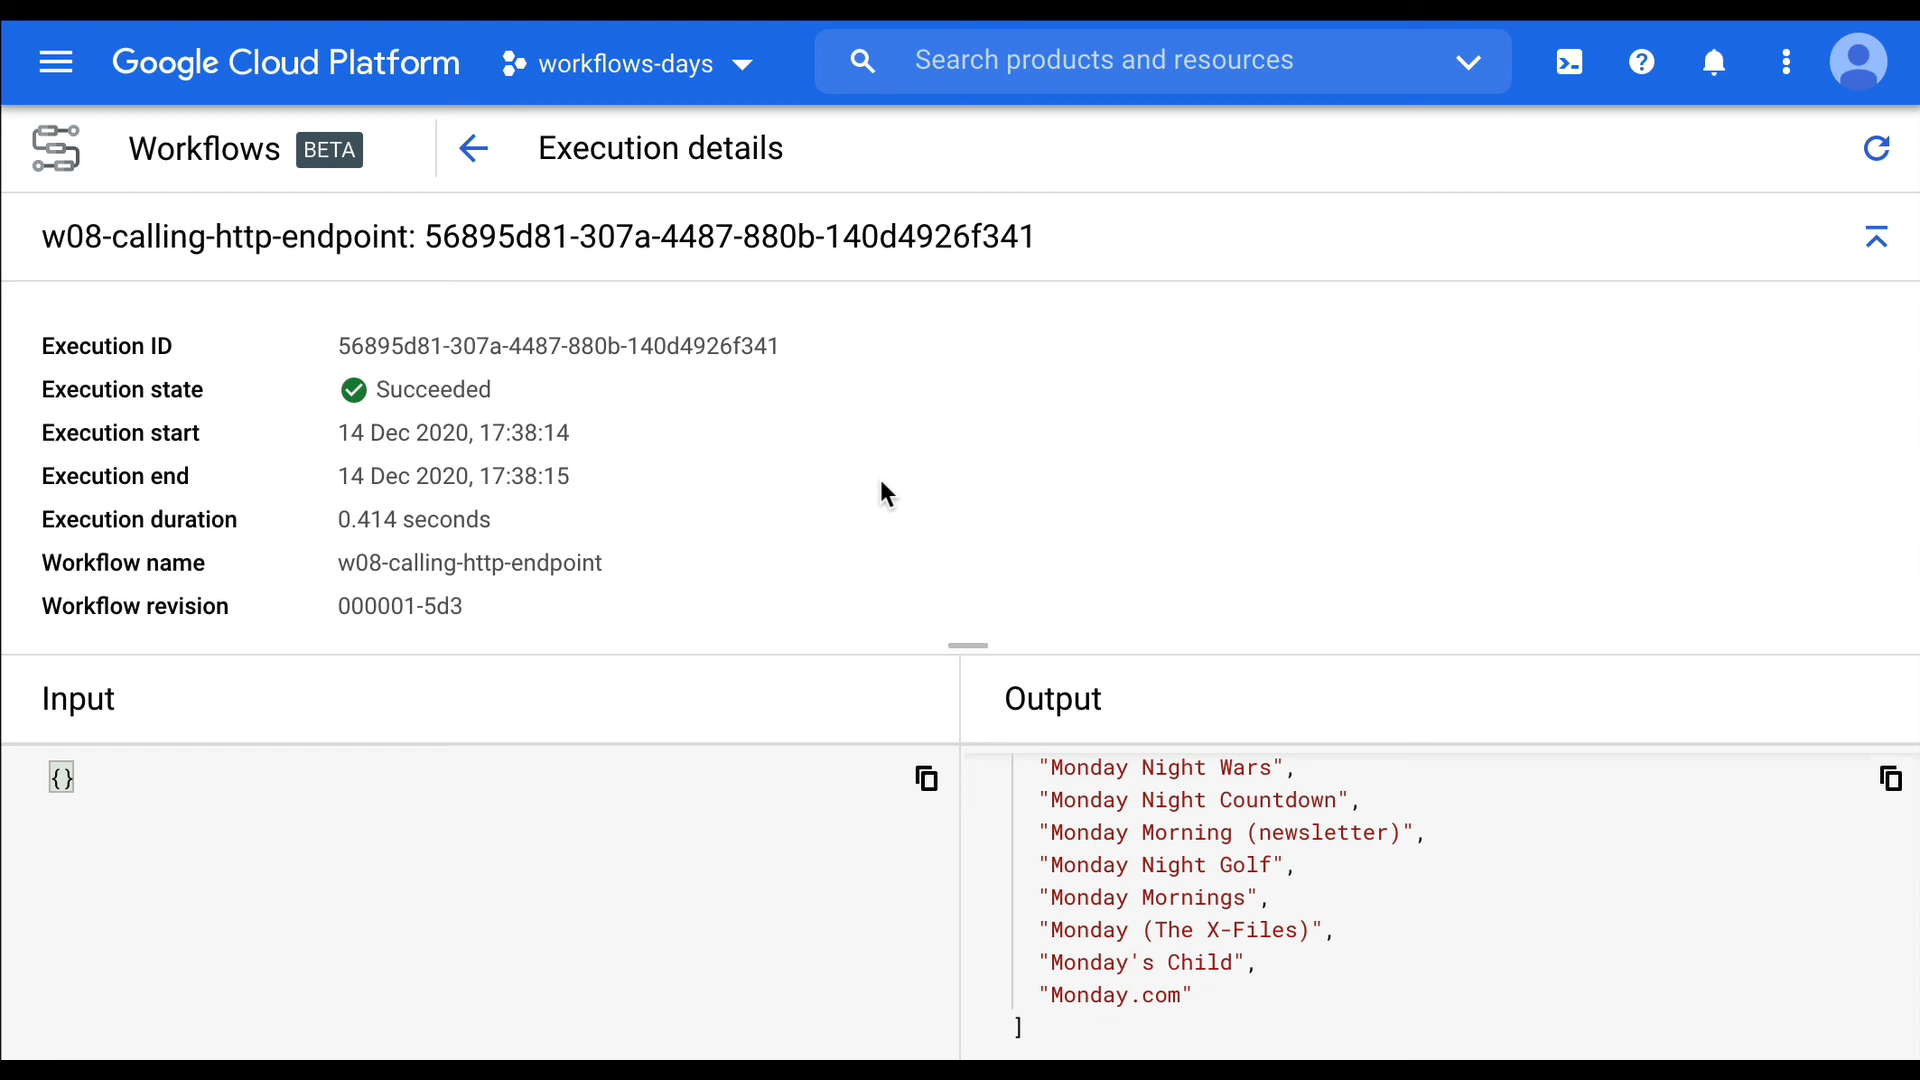 Google Cloud Platform workflows-days Search products and resources
Workflows BETA Execution details
w08-calling-http-endpoint: 56895d81-307a-4487-880b-140d4926f341
Execution ID 56895d81-307a-4487-880b-140d4926f341
Execution state Succeeded
Execution start 14 Dec 2020, 17:38:14
Execution end 14 Dec 2020, 17:38:15
Execution duration 0.414 seconds
Workflow name w08-calling-http-endpoint
Workflow revision 000001-5d3
Input
{}
Output
"Monday Night Wars",
"Monday Night Countdown",
"Monday Morning (newsletter)",
"Monday Night Golf",
"Monday Mornings",
"Monday (The X-Files)",
"Monday's Child",
"Monday.com"
]